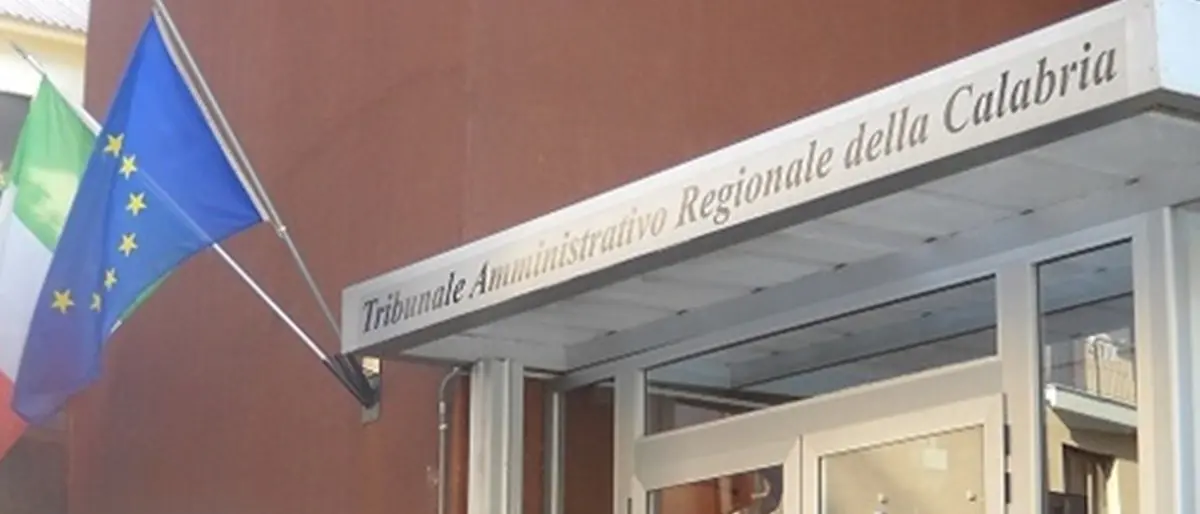 Tribunale Amministrativo Regionale della Calabria